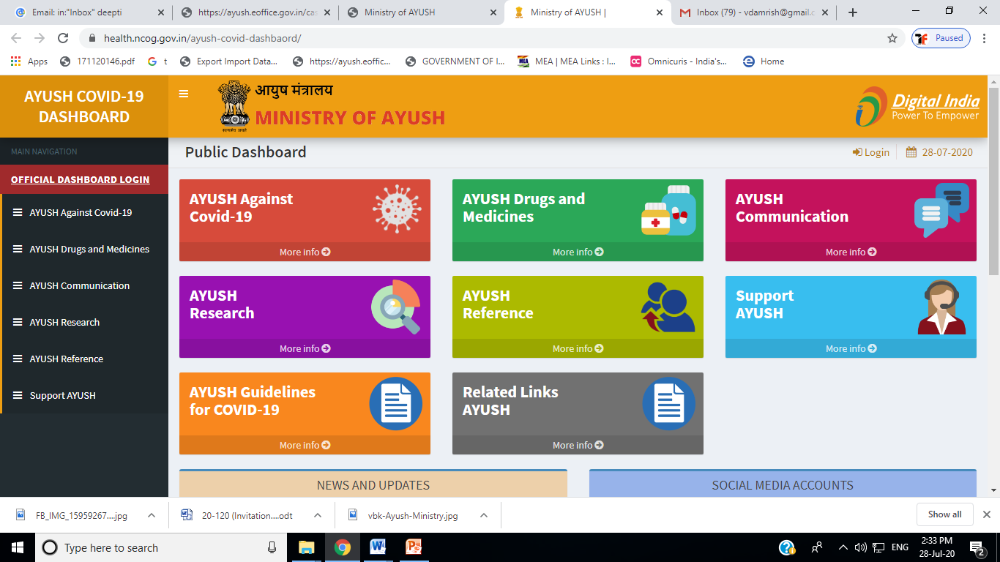 Email: in:"Inbox" deepti
https://ayush.eoffice.gov.in/cas
Ministry of AYUSH
Ministry of AYUSH |
Inbox (79) - vdamrish@gmail.c
health.ncog.gov.in/ayush-covid-dashbaord/
Paused
Apps
171120146.pdf
t
Export Import Data...
https://ayush.eoffic...
GOVERNMENT OF I...
MEA | MEA Links : I...
Omnicuris - India's...
Home
AYUSH COVID-19
DASHBOARD
आयुष मंत्रालय
MINISTRY OF AYUSH
सत्यमेव जयते
Digital India
Power To Empower
MAIN NAVIGATION
OFFICIAL DASHBOARD LOGIN
AYUSH Against Covid-19
AYUSH Drugs and Medicines
AYUSH Communication
AYUSH Research
AYUSH Reference
Support AYUSH
Public Dashboard
Login
28-07-2020
AYUSH Against
Covid-19
More info
AYUSH Drugs and
Medicines
More info
AYUSH
Communication
More info
AYUSH
Research
More info
AYUSH
Reference
More info
Support
AYUSH
More info
AYUSH Guidelines
for COVID-19
More info
Related Links
AYUSH
More info
NEWS AND UPDATES
SOCIAL MEDIA ACCOUNTS
FB_IMG_15959267....jpg
20-120 (Invitation....odt
vbk-Ayush-Ministry.jpg
Show all
Type here to search
ENG
2:33 PM
28-Jul-20
2